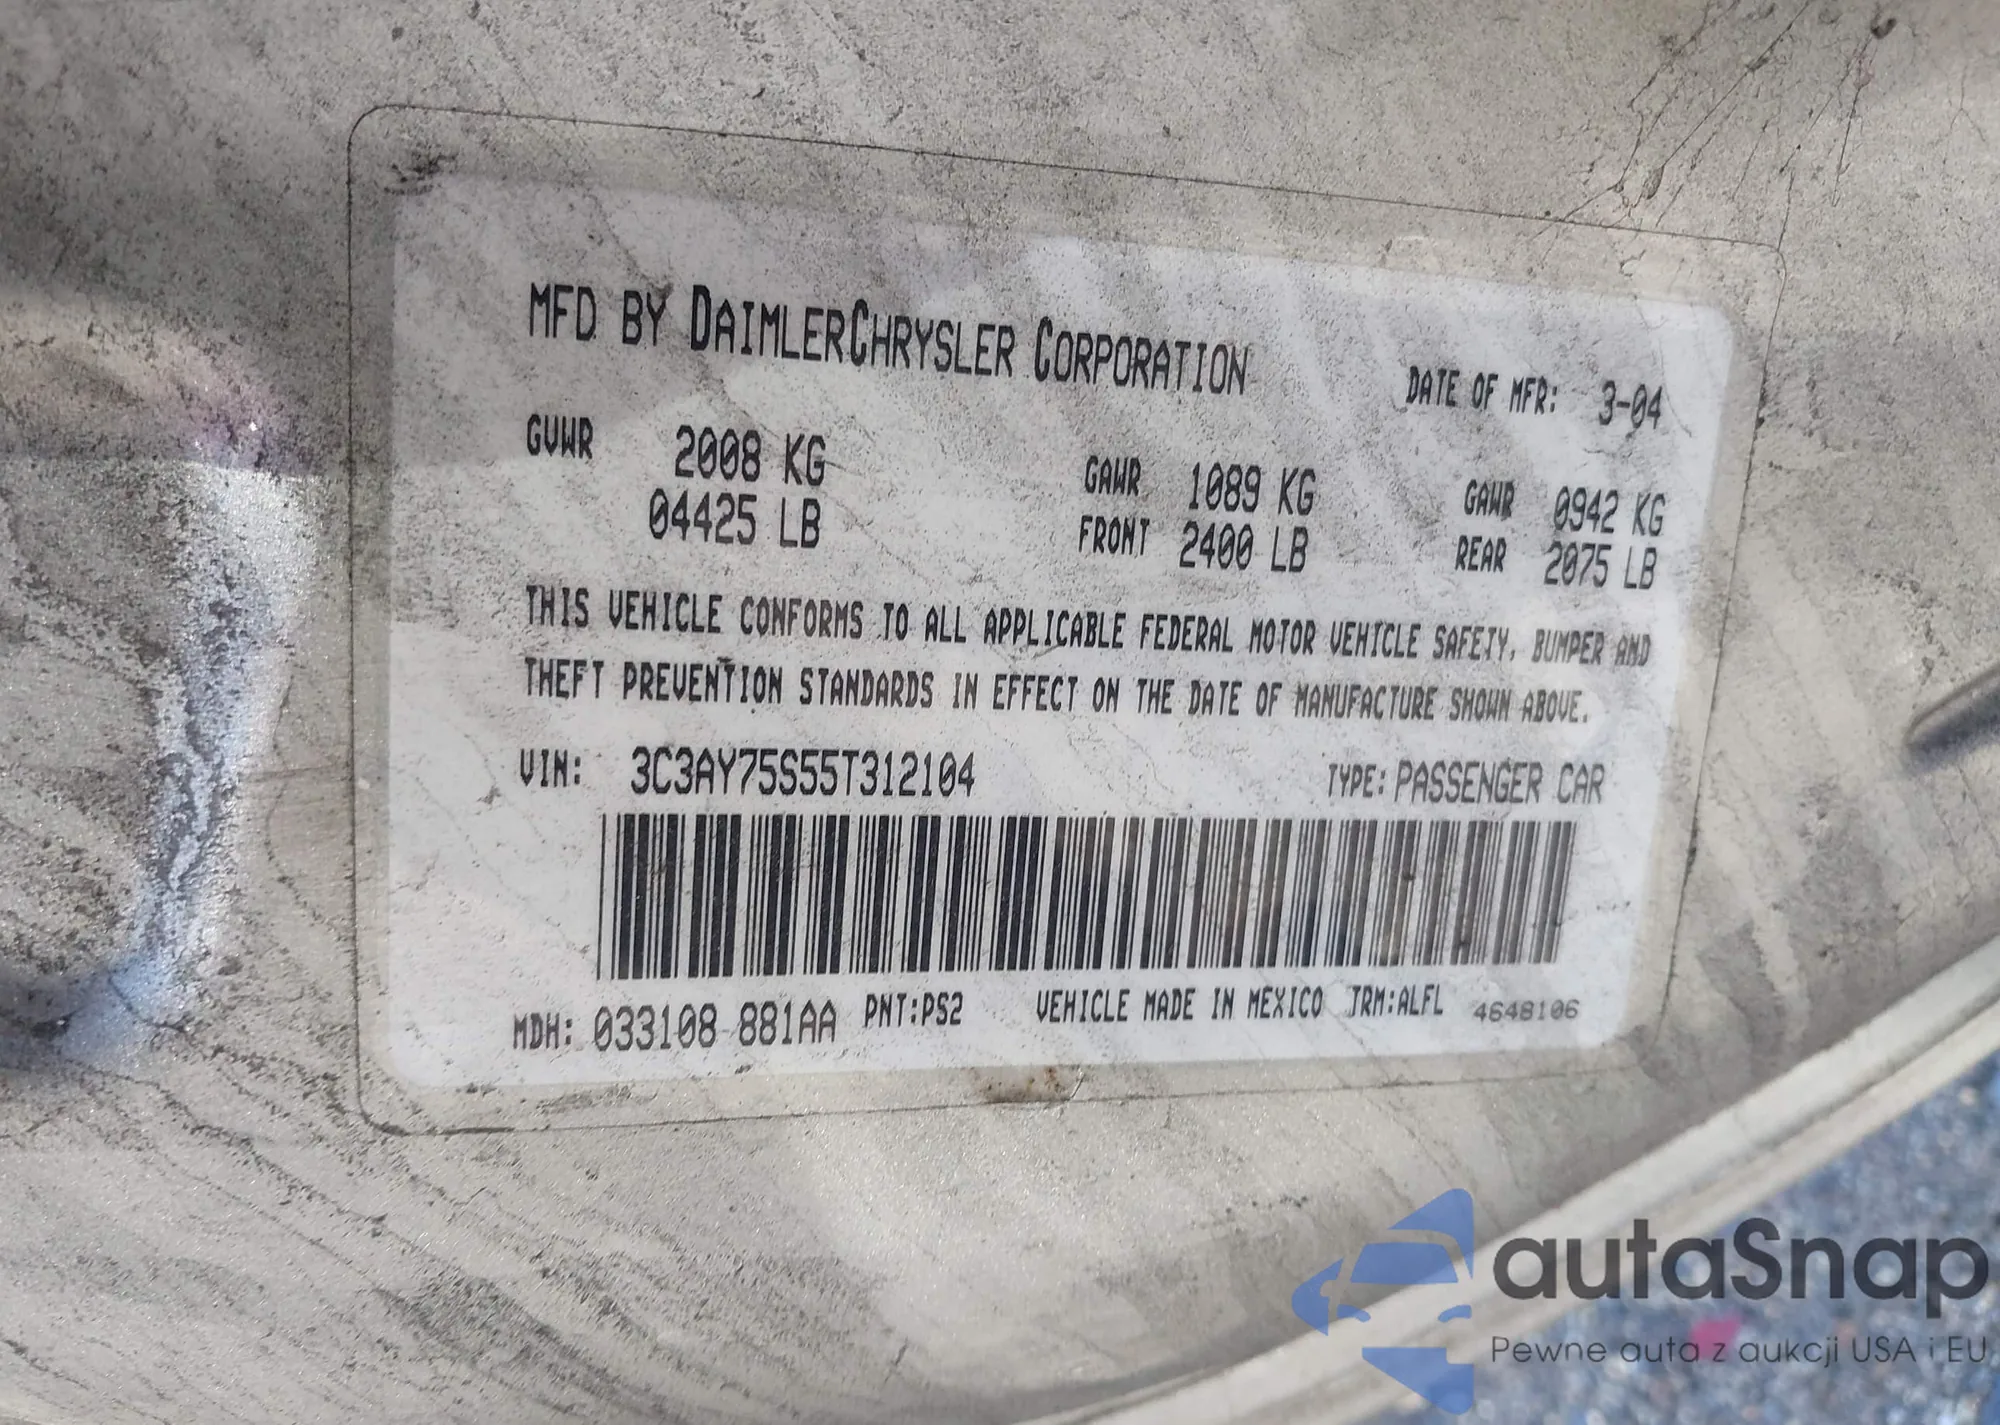 MFD BY DAIMLERCHRYSLER CORPORATION
DATE OF MFR: 3-04
GVWR 2008 KG GAWR 1089 KG GAWR 0942 KG
04425 LB FRONT 2400 LB REAR 2075 LB
THIS VEHICLE CONFORMS TO ALL APPLICABLE FEDERAL MOTOR VEHICLE SAFETY, BUMPER AND
THEFT PREVENTION STANDARDS IN EFFECT ON THE DATE OF MANUFACTURE SHOWN ABOVE.
VIN: 3C3AY75S55T312104 TYPE: PASSENGER CAR
MDH: 033108 881AA PNT:PS2 VEHICLE MADE IN MEXICO TRM:ALFL 4648106
autaSnap
Pewne auta z aukcji USA i EU